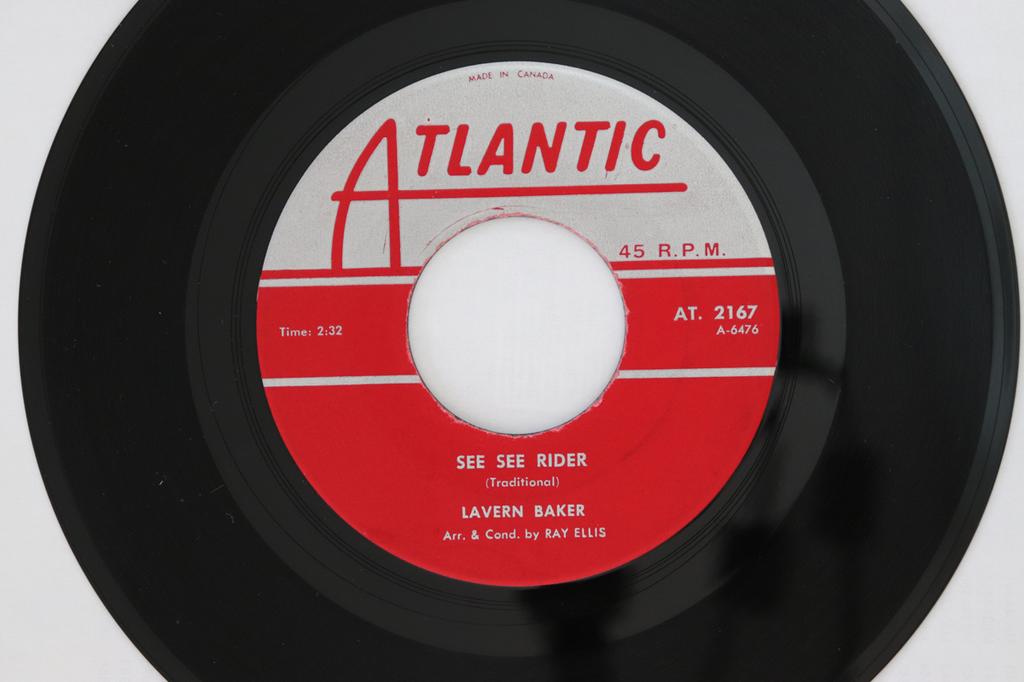 MADE IN CANADA
ATLANTIC
45 R.P.M.
Time: 2:32
AT. 2167
A-6476
SEE SEE RIDER
(Traditional)
LAVERN BAKER
Arr. & Cond. by RAY ELLIS